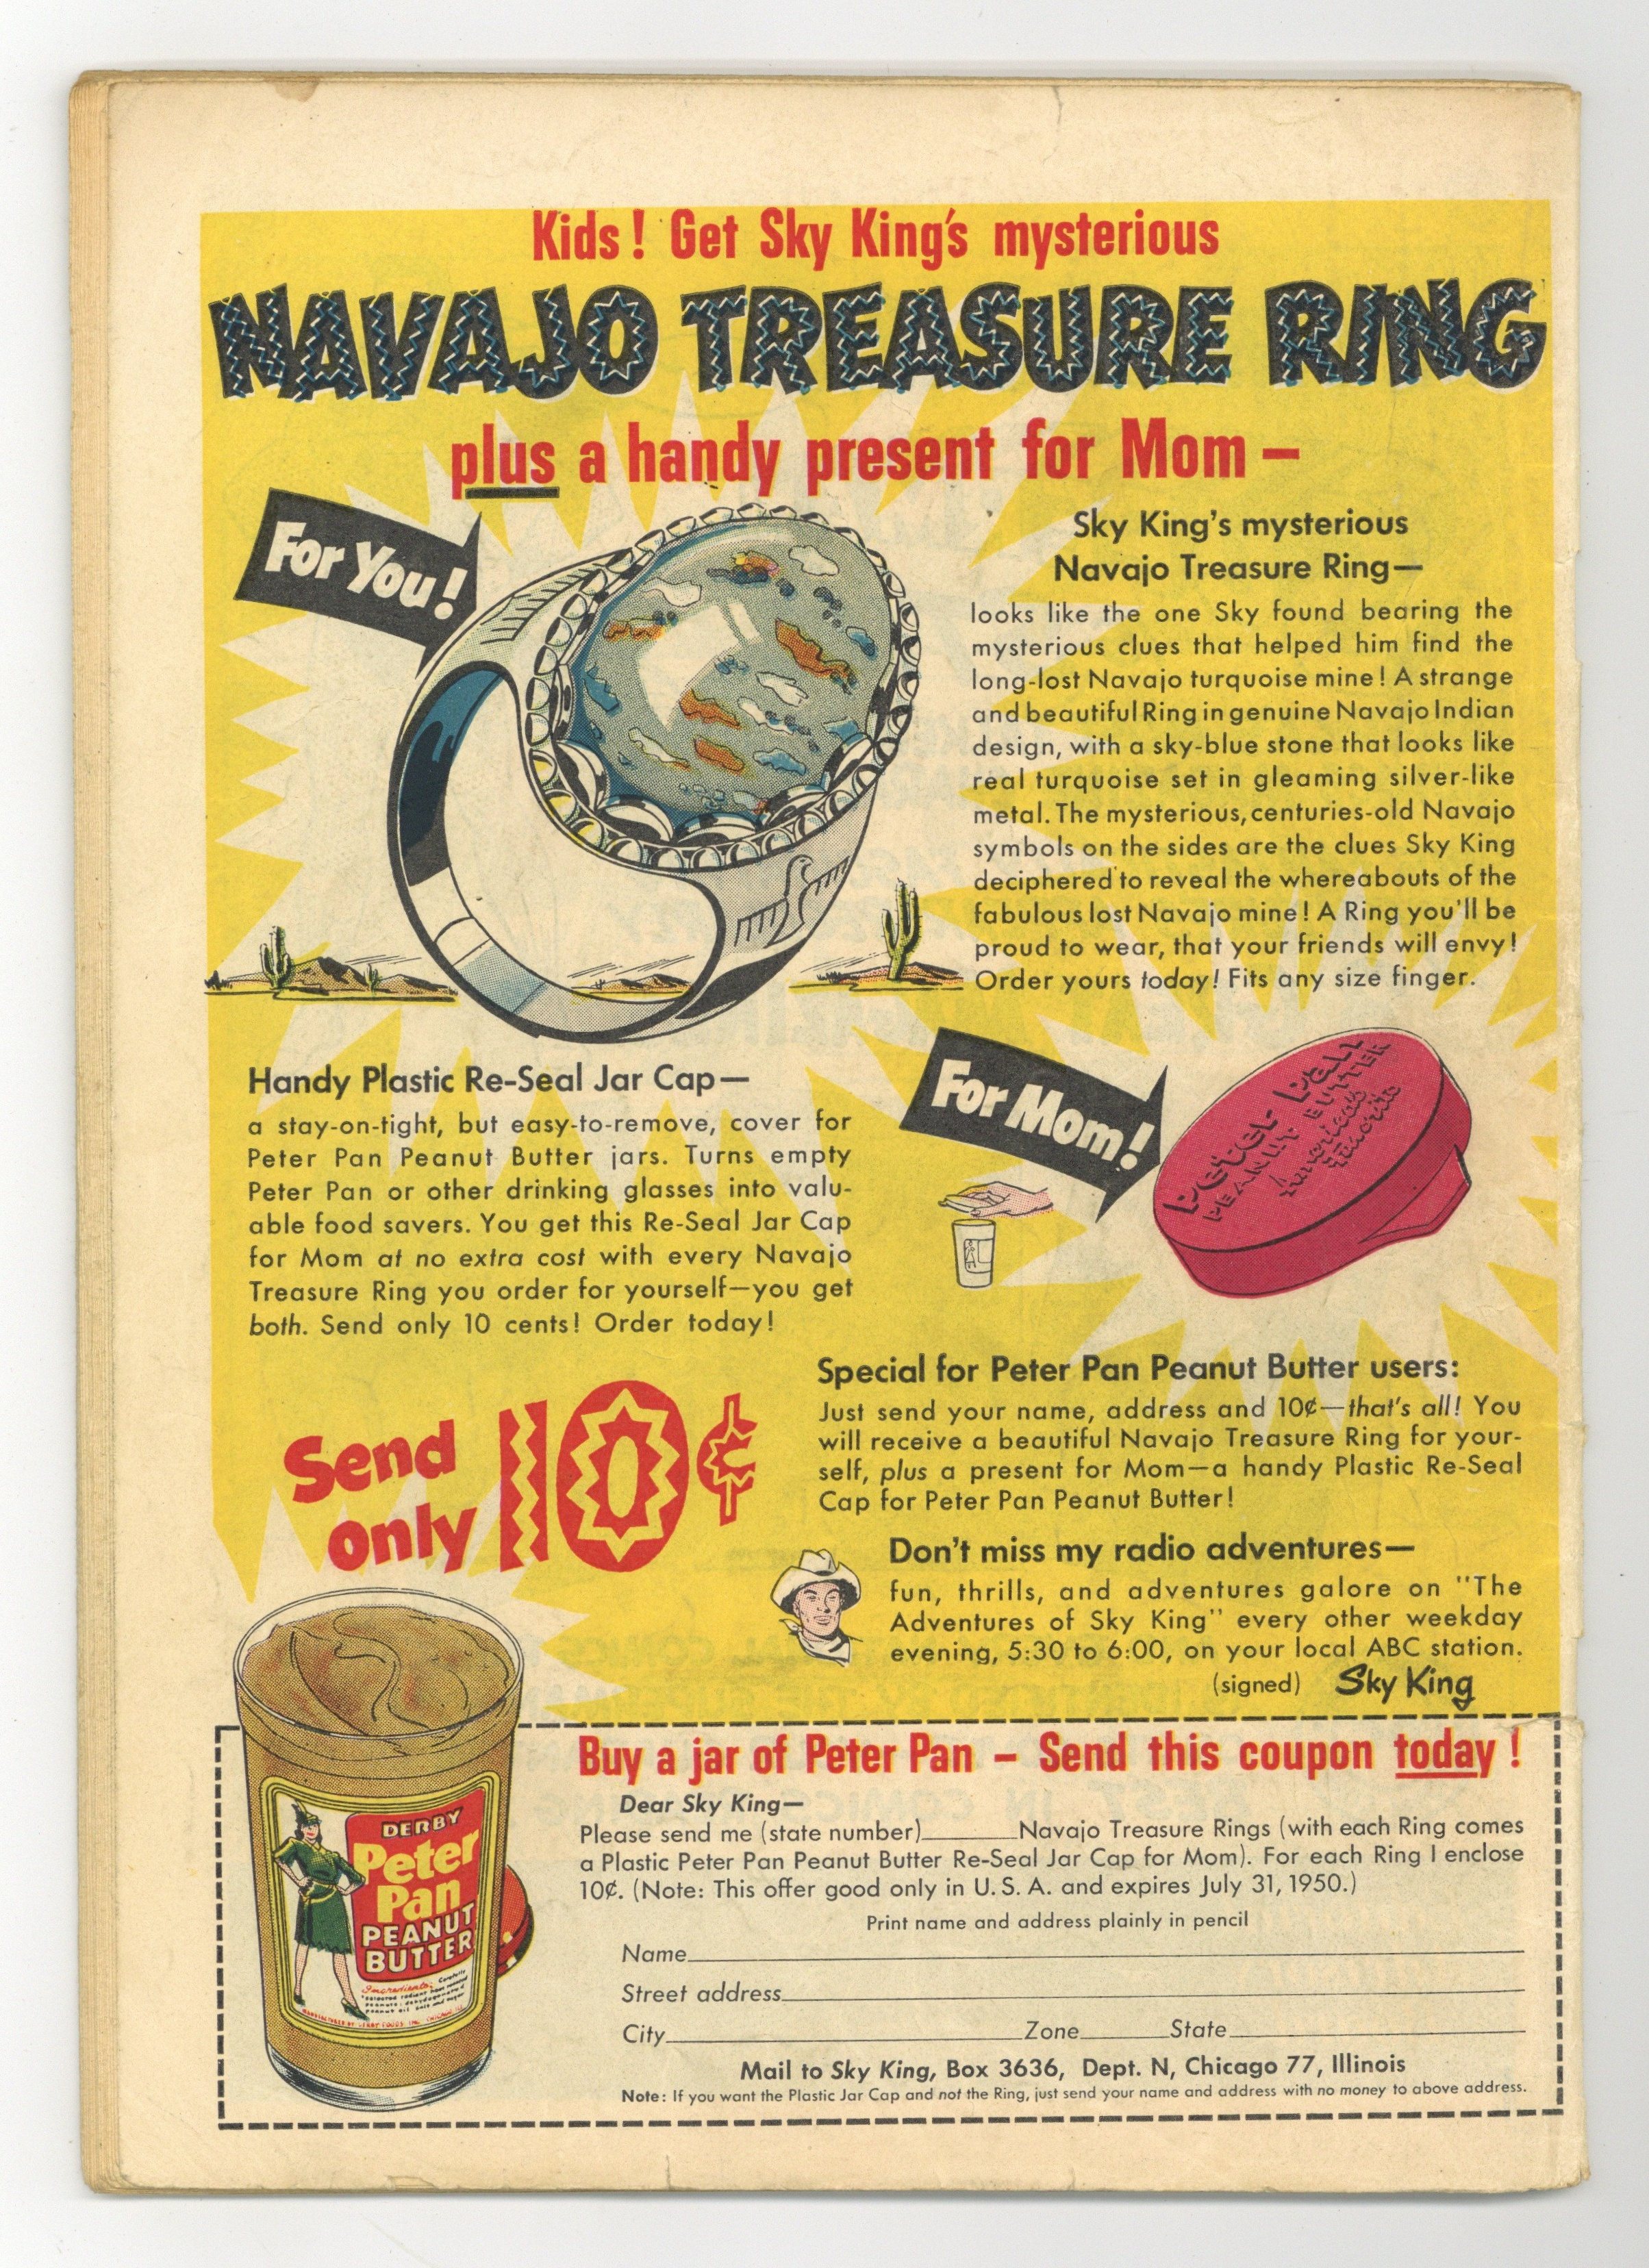 Kids! Get Sky King's mysterious
NAVAJO TREASURE RING
plus a handy present for Mom—
For You!
Sky King's mysterious
Navajo Treasure Ring—
looks like the one Sky found bearing the
mysterious clues that helped him find the
long-lost Navajo turquoise mine! A strange
and beautiful Ring in genuine Navajo Indian
design, with a sky-blue stone that looks like
real turquoise set in gleaming silver-like
metal. The mysterious, centuries-old Navajo
symbols on the sides are the clues Sky King
deciphered to reveal the whereabouts of the
fabulous lost Navajo mine! A Ring you'll be
proud to wear, that your friends will envy!
Order yours today! Fits any size finger.
Handy Plastic Re-Seal Jar Cap—
a stay-on-tight, but easy-to-remove, cover for
Peter Pan Peanut Butter jars. Turns empty
Peter Pan or other drinking glasses into valu-
able food savers. You get this Re-Seal Jar Cap
for Mom at no extra cost with every Navajo
Treasure Ring you order for yourself—you get
both. Send only 10 cents! Order today!
For Mom!
Peter Pan
PEANUT BUTTER
America's
Favorite
Send
only
10¢
Special for Peter Pan Peanut Butter users:
Just send your name, address and 10¢—that's all! You
will receive a beautiful Navajo Treasure Ring for your-
self, plus a present for Mom—a handy Plastic Re-Seal
Cap for Peter Pan Peanut Butter!
Don't miss my radio adventures—
fun, thrills, and adventures galore on "The
Adventures of Sky King" every other weekday
evening, 5:30 to 6:00, on your local ABC station.
(signed) Sky King
DERBY
Peter
Pan
PEANUT
BUTTER
Ingredients:
Buy a jar of Peter Pan – Send this coupon today!
Dear Sky King—
Please send me (state number)______Navajo Treasure Rings (with each Ring comes
a Plastic Peter Pan Peanut Butter Re-Seal Jar Cap for Mom). For each Ring I enclose
10¢. (Note: This offer good only in U. S. A. and expires July 31, 1950.)
Print name and address plainly in pencil
Name
Street address
City Zone State
Mail to Sky King, Box 3636, Dept. N, Chicago 77, Illinois
Note: If you want the Plastic Jar Cap and not the Ring, just send your name and address with no money to above address.